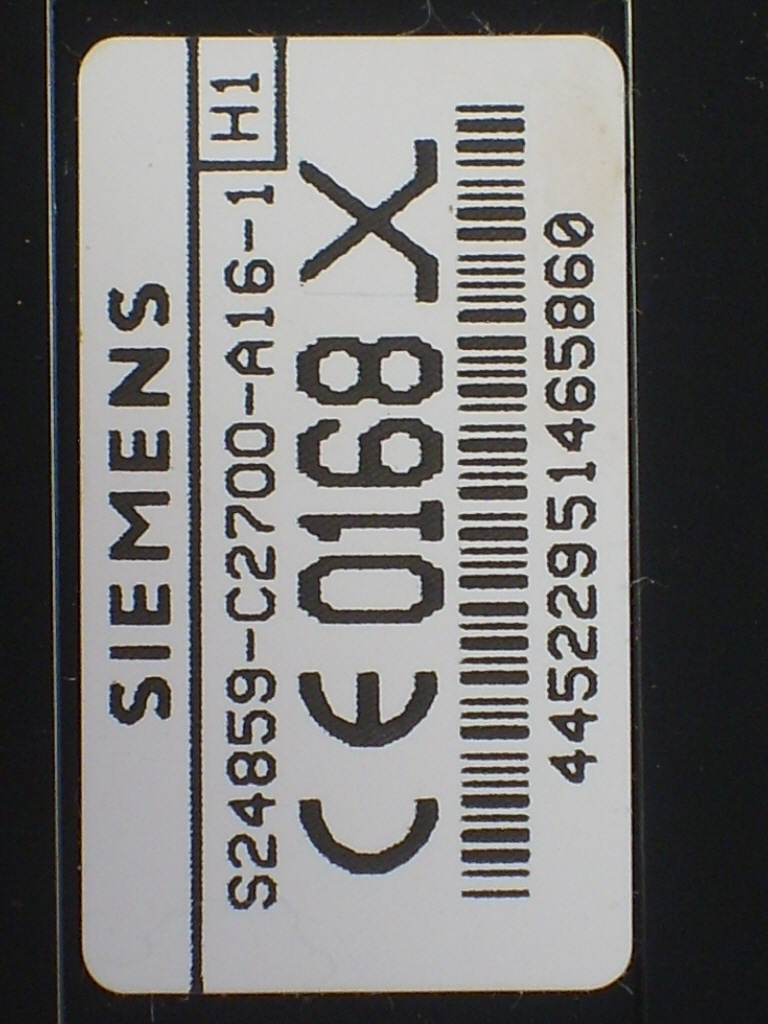 SIEMENS
S24859-C2700-A16-1 H1
CE 0168 X
445229514658​60